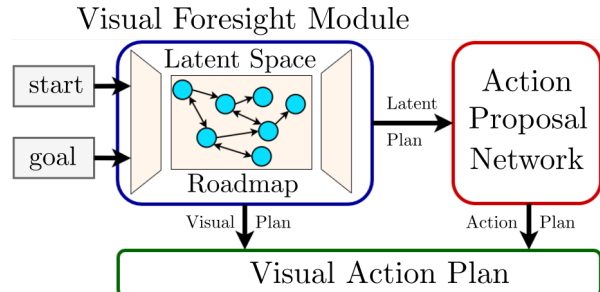 Visual Foresight Module
start
goal
Latent Space
Roadmap
Latent
Plan
Action
Proposal
Network
Visual Plan
Action Plan
Visual Action Plan